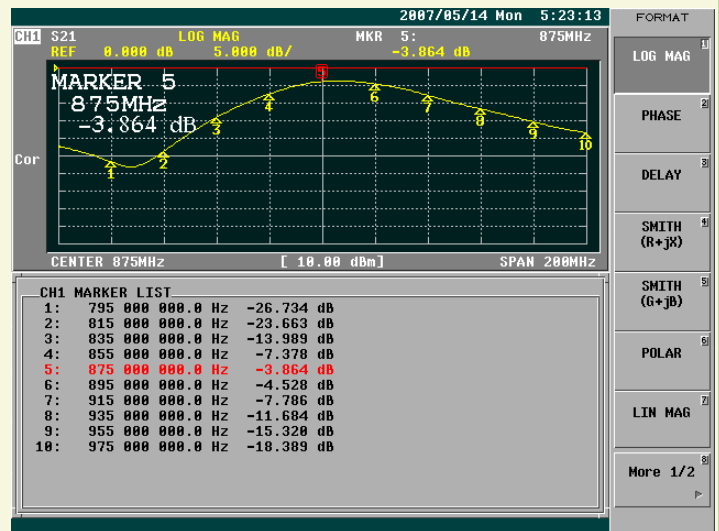 2007/05/14 Mon 5:23:13
CH1 S21 LOG MAG MKR 5: 875MHz
REF 0.000 dB 5.000 dB/ -3.864 dB
MARKER 5
875MHz
-3.864 dB
5
1
2
3
4
6
7
8
9
10
Cor
CENTER 875MHz [ 10.00 dBm] SPAN 200MHz
CH1 MARKER LIST
1: 795 000 000.0 Hz -26.734 dB
2: 815 000 000.0 Hz -23.663 dB
3: 835 000 000.0 Hz -13.989 dB
4: 855 000 000.0 Hz -7.378 dB
5: 875 000 000.0 Hz -3.864 dB
6: 895 000 000.0 Hz -4.528 dB
7: 915 000 000.0 Hz -7.786 dB
8: 935 000 000.0 Hz -11.684 dB
9: 955 000 000.0 Hz -15.320 dB
10: 975 000 000.0 Hz -18.389 dB
FORMAT
LOG MAG 1
PHASE 2
DELAY 3
SMITH 4
(R+jX)
SMITH 5
(G+jB)
POLAR 6
LIN MAG 7
More 1/2 8